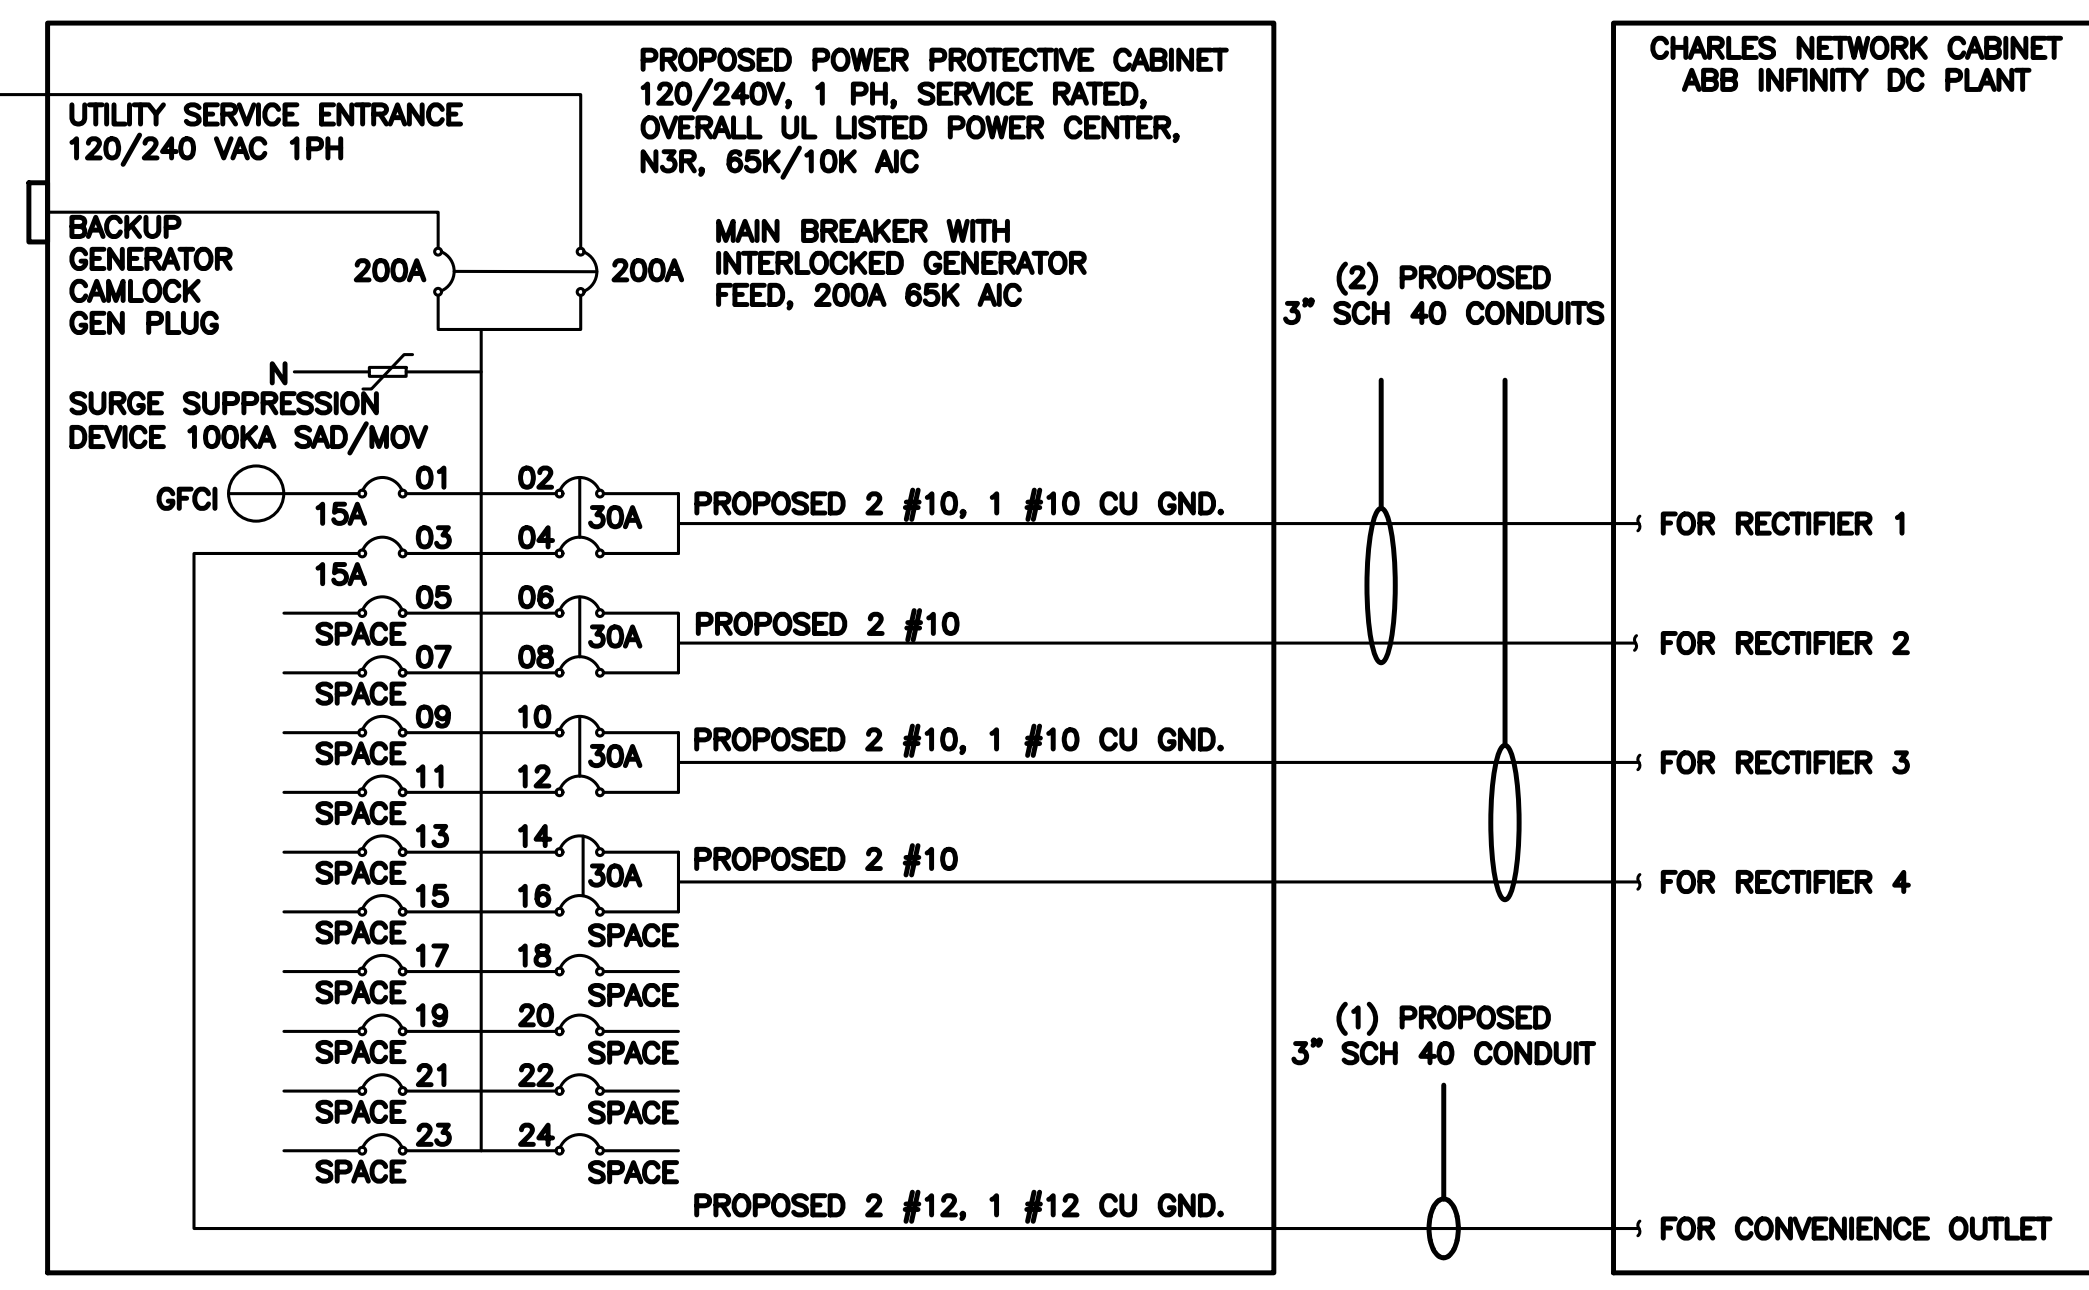 PROPOSED POWER PROTECTIVE CABINET
120/240V, 1 PH, SERVICE RATED,
OVERALL UL LISTED POWER CENTER,
N3R, 65K/10K AIC
CHARLES NETWORK CABINET
ABB INFINITY DC PLANT
UTILITY SERVICE ENTRANCE
120/240 VAC 1PH
BACKUP
GENERATOR
CAMLOCK
GEN PLUG
200A
200A
MAIN BREAKER WITH
INTERLOCKED GENERATOR
FEED, 200A 65K AIC
(2) PROPOSED
3" SCH 40 CONDUITS
N
SURGE SUPPRESSION
DEVICE 100KA SAD/MOV
GFCI
01
02
15A
30A
PROPOSED 2 #10, 1 #10 CU GND.
FOR RECTIFIER 1
03
04
15A
05
06
SPACE
30A
PROPOSED 2 #10
FOR RECTIFIER 2
07
08
SPACE
09
10
SPACE
30A
PROPOSED 2 #10, 1 #10 CU GND.
FOR RECTIFIER 3
11
12
SPACE
13
14
SPACE
30A
PROPOSED 2 #10
FOR RECTIFIER 4
15
16
SPACE
SPACE
17
18
SPACE
SPACE
19
20
SPACE
SPACE
21
22
SPACE
SPACE
23
24
SPACE
SPACE
(1) PROPOSED
3" SCH 40 CONDUIT
PROPOSED 2 #12, 1 #12 CU GND.
FOR CONVENIENCE OUTLET